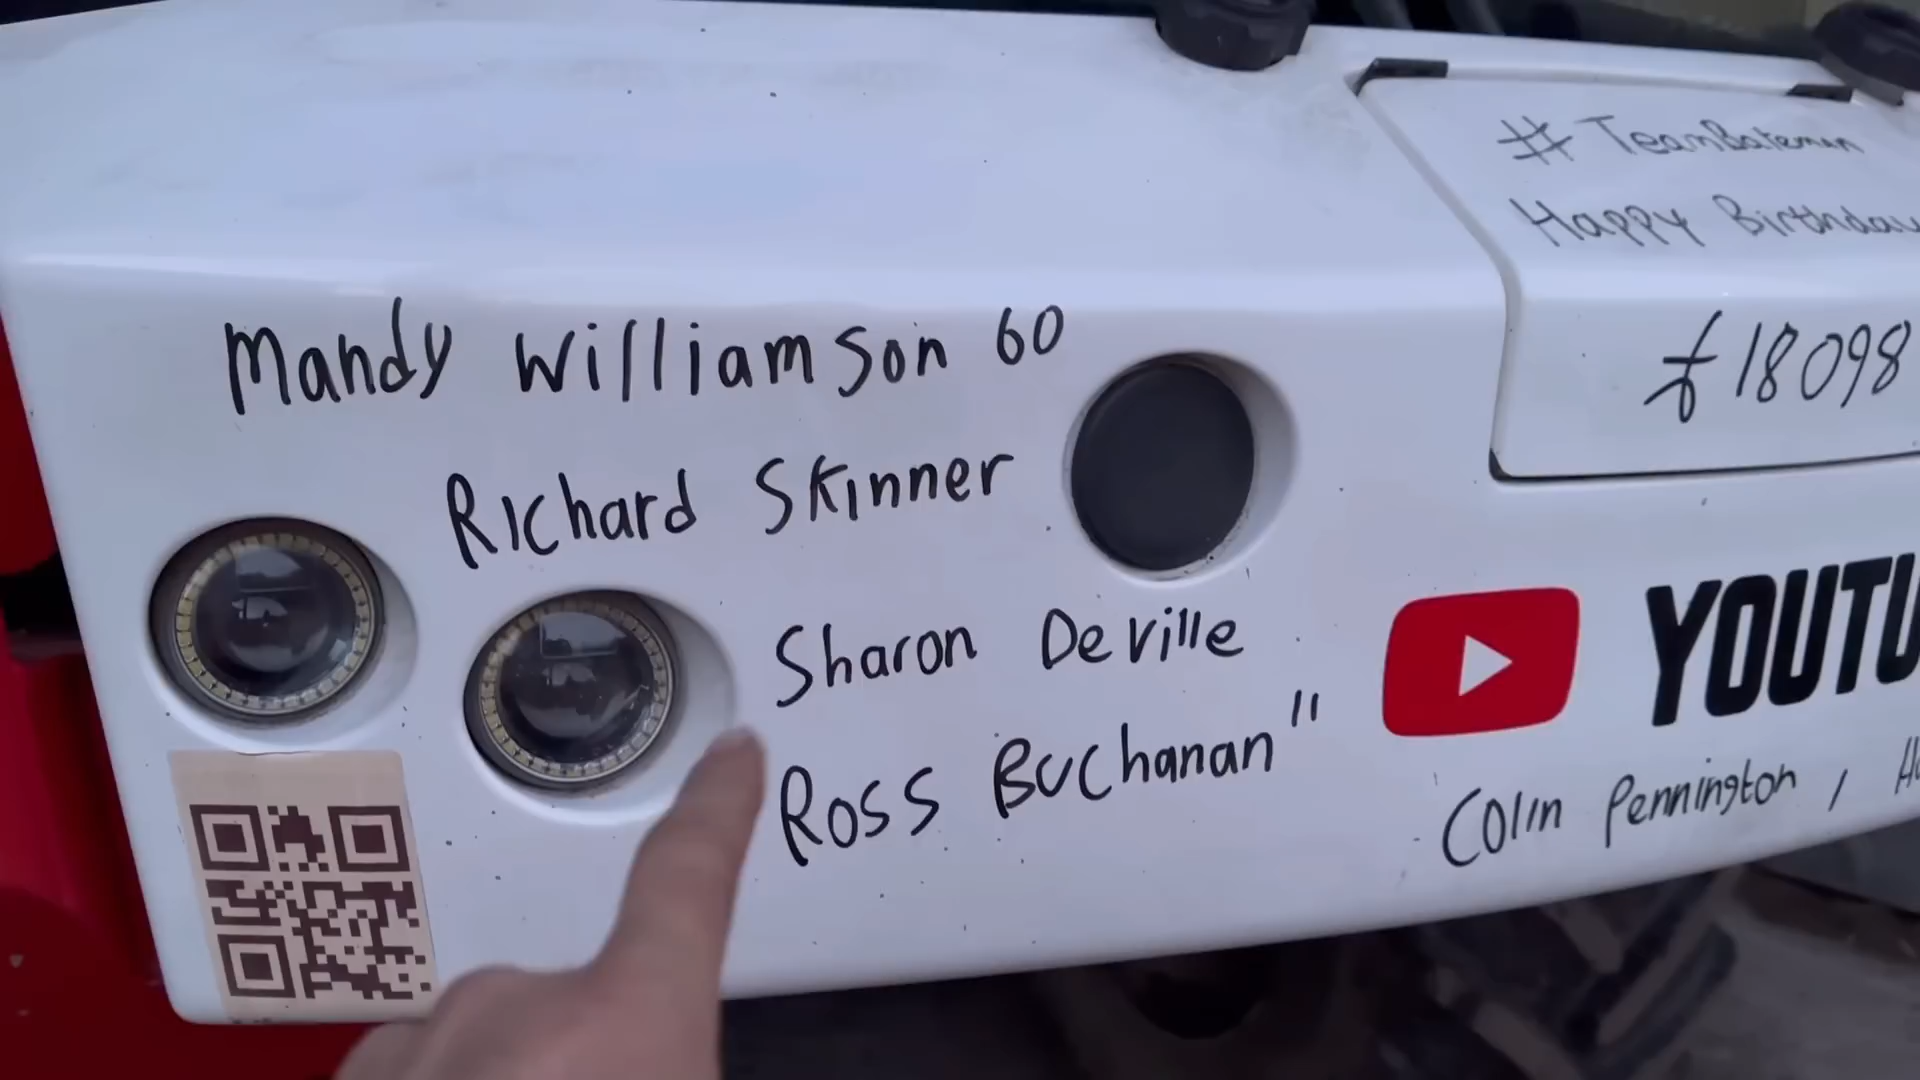 #TeamBateman
Happy Birthday
£18098
Mandy Williamson 60
Richard Skinner
Sharon Deville
Ross Buchanan"
YOUTU
Colin Pennington,